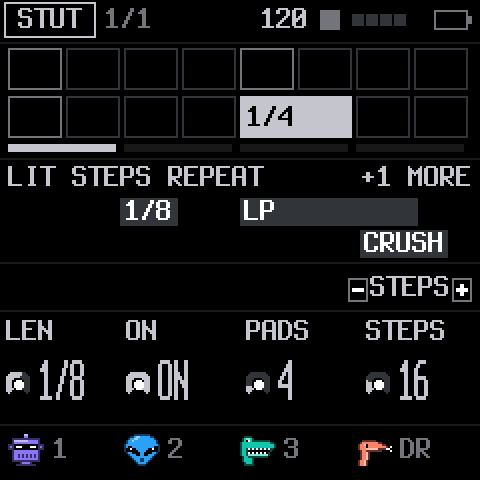 STUT 1/1 120
1/4
LIT STEPS REPEAT +1 MORE
1/8 LP
CRUSH
-STEPS+
LEN ON PADS STEPS
1/8 ON 4 16
1 2 3 DR